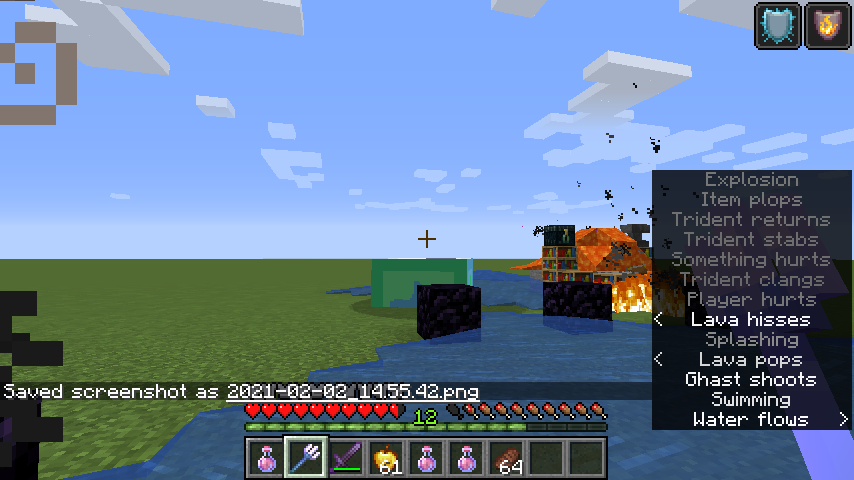 Explosion
Item plops
Trident returns
Trident stabs
Something hurts
Trident clangs
Player hurts
< Lava hisses
Splashing
< Lava pops
Ghast shoots
Swimming
Water flows >
Saved screenshot as 2021-02-02_14.55.42.png
12
61
64